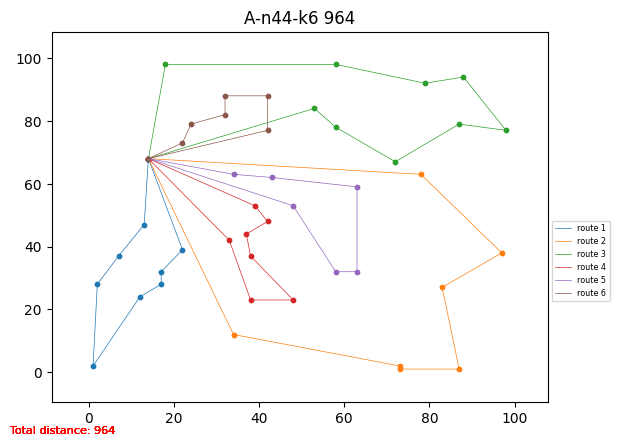 A-n44-k6 964
100
80
60
40
20
0
0 20 40 60 80 100
route 1
route 2
route 3
route 4
route 5
route 6
Total distance: 964